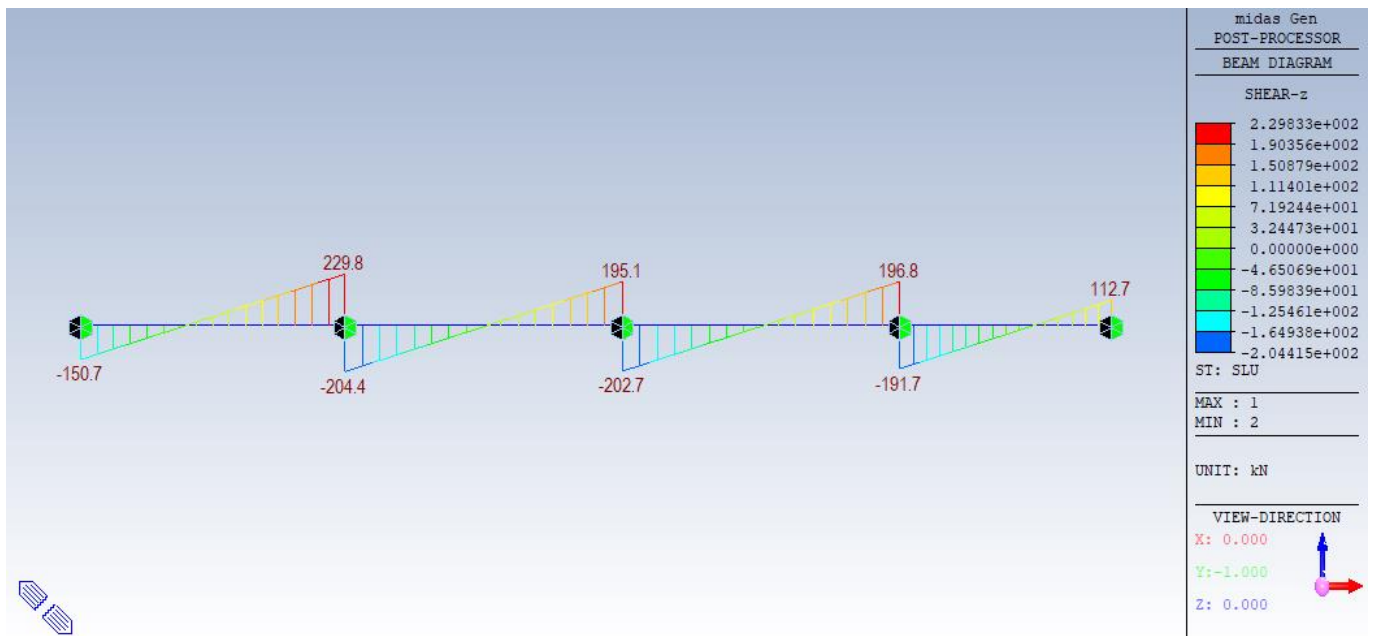 midas Gen
POST-PROCESSOR
BEAM DIAGRAM
SHEAR-z
2.29833e+002
1.90356e+002
1.50879e+002
1.11401e+002
7.19244e+001
3.24473e+001
0.00000e+000
-4.65069e+001
-8.59839e+001
-1.25461e+002
-1.64938e+002
-2.04415e+002
ST: SLU
MAX : 1
MIN : 2
UNIT: kN
VIEW-DIRECTION
X: 0.000
Y:-1.000
Z: 0.000
229.8
195.1
196.8
112.7
-150.7
-204.4
-202.7
-191.7